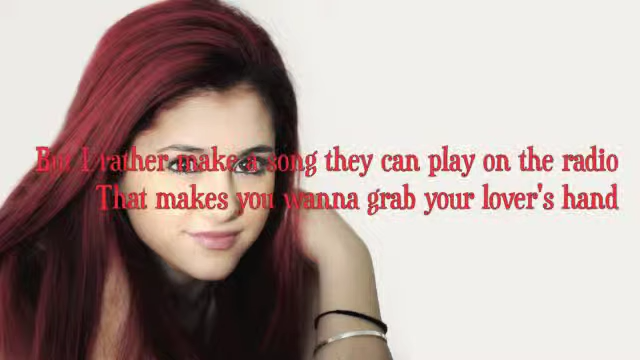 But I rather make a song they can play on the radio
That makes you wanna grab your lover's hand